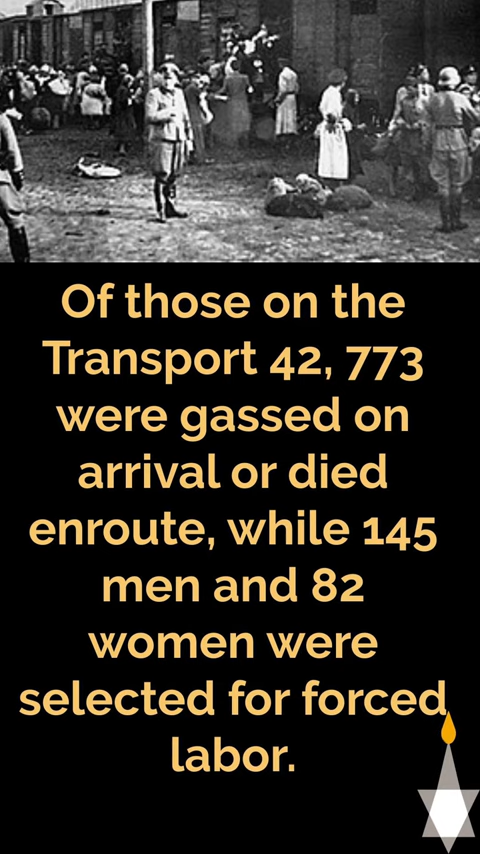 Of those on the
Transport 42, 773
were gassed on
arrival or died
enroute, while 145
men and 82
women were
selected for forced
labor.